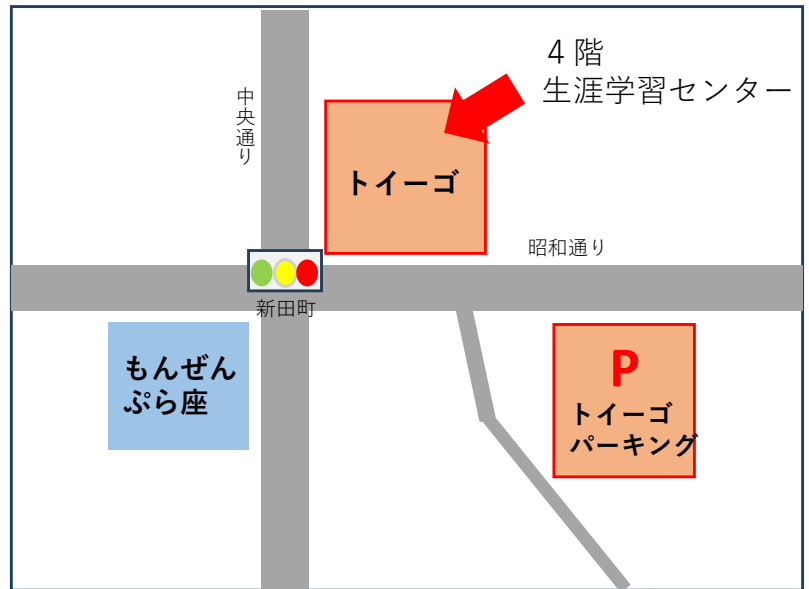 ４階
生涯学習センター
中央通り
トイーゴ
昭和通り
新田町
もんぜん
ぷら座
P
トイーゴ
パーキング